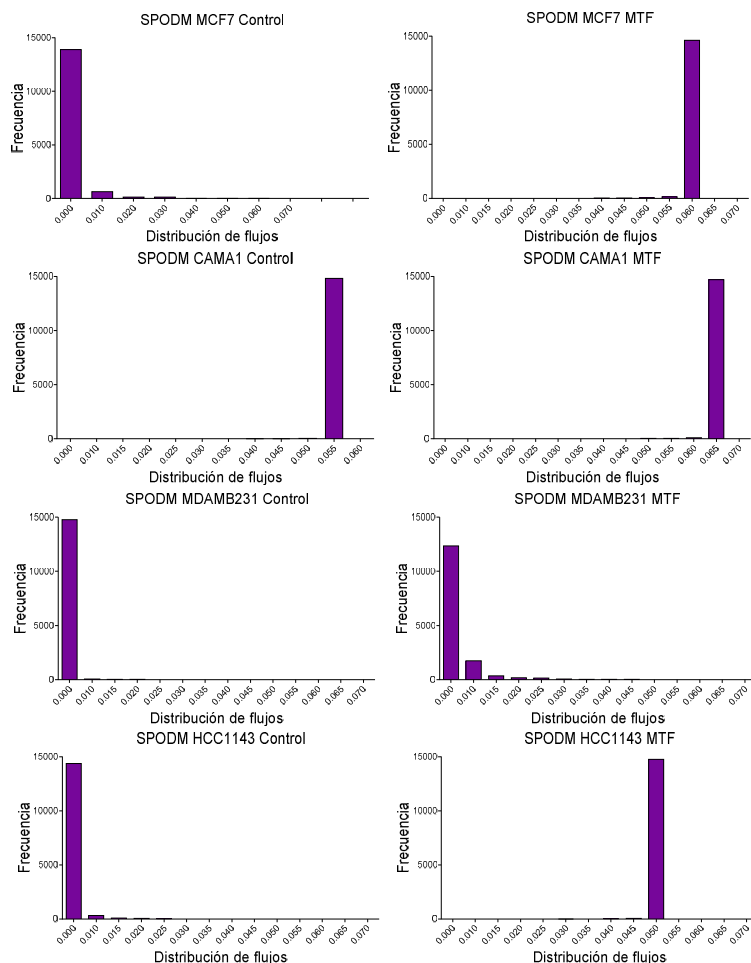 SPODM MCF7 Control
Frecuencia
15000
10000
5000
0
0.000 0.010 0.020 0.030 0.040 0.050 0.060 0.070
Distribución de flujos
SPODM MCF7 MTF
Frecuencia
15000
10000
5000
0
0.000 0.010 0.015 0.020 0.025 0.030 0.035 0.040 0.045 0.050 0.055 0.060 0.065 0.070
Distribución de flujos
SPODM CAMA1 Control
Frecuencia
15000
10000
5000
0
0.000 0.010 0.015 0.020 0.025 0.030 0.035 0.040 0.045 0.050 0.055 0.060
Distribución de flujos
SPODM CAMA1 MTF
Frecuencia
15000
10000
5000
0
0.000 0.010 0.015 0.020 0.025 0.030 0.035 0.040 0.045 0.050 0.055 0.060 0.065 0.070
Distribución de flujos
SPODM MDAMB231 Control
Frecuencia
15000
10000
5000
0
0.000 0.010 0.015 0.020 0.025 0.030 0.035 0.040 0.045 0.050 0.055 0.060 0.065 0.070
Distribución de flujos
SPODM MDAMB231 MTF
Frecuencia
15000
10000
5000
0
0.000 0.010 0.015 0.020 0.025 0.030 0.035 0.040 0.045 0.050 0.055 0.060 0.065 0.070
Distribución de flujos
SPODM HCC1143 Control
Frecuencia
15000
10000
5000
0
0.000 0.010 0.015 0.020 0.025 0.030 0.035 0.040 0.045 0.050 0.055 0.060 0.065 0.070
Distribución de flujos
SPODM HCC1143 MTF
Frecuencia
15000
10000
5000
0
0.000 0.010 0.015 0.020 0.025 0.030 0.035 0.040 0.045 0.050 0.055 0.060 0.065 0.070
Distribución de flujos